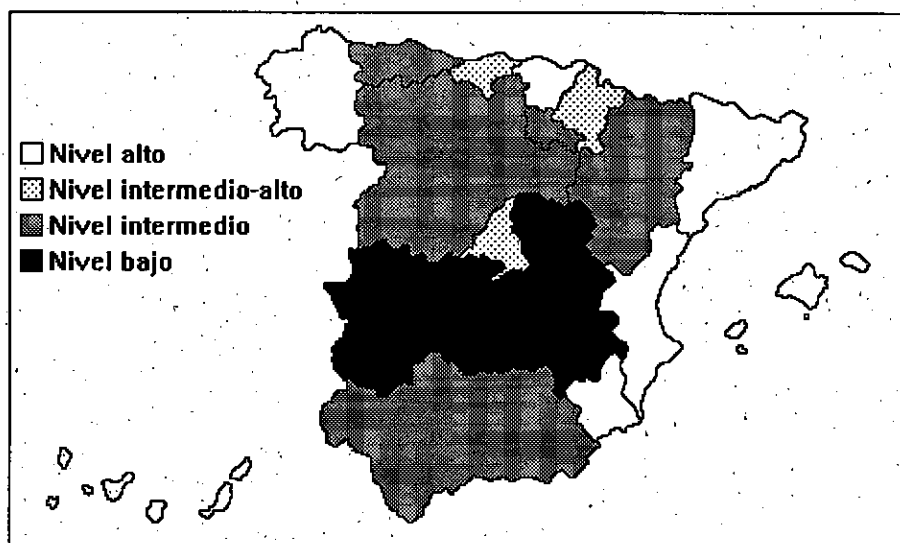 Nivel alto
Nivel intermedio-alto
Nivel intermedio
Nivel bajo